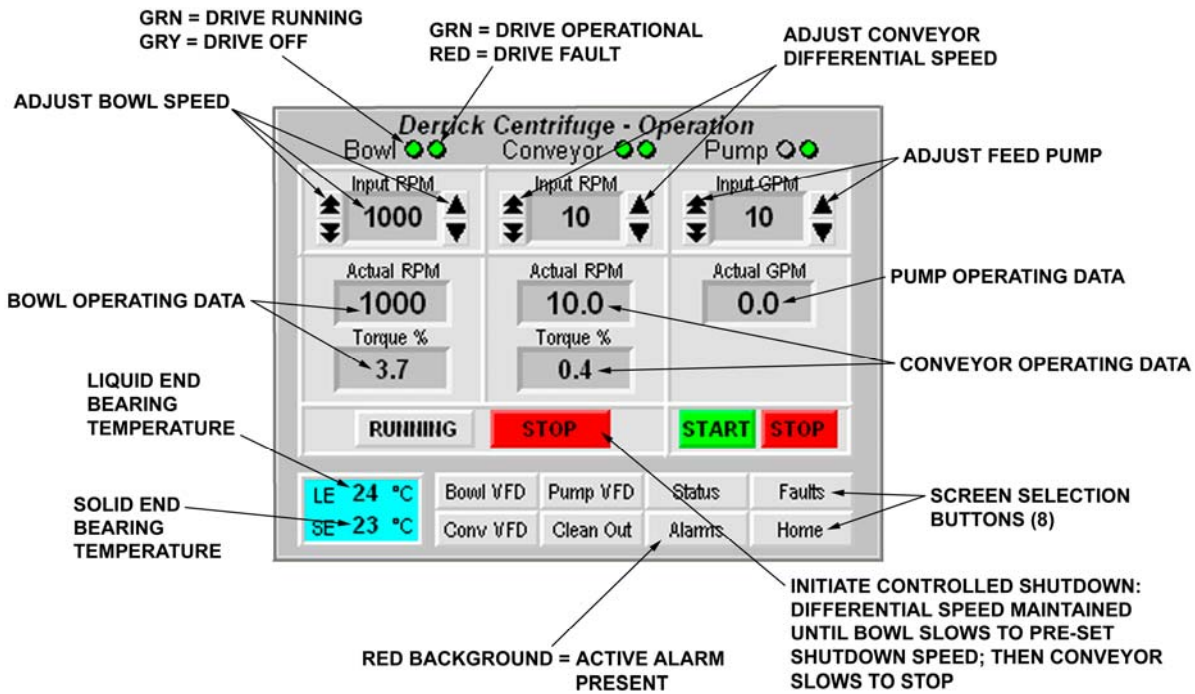 GRN = DRIVE RUNNING
GRY = DRIVE OFF
GRN = DRIVE OPERATIONAL
RED = DRIVE FAULT
ADJUST CONVEYOR
DIFFERENTIAL SPEED
ADJUST BOWL SPEED
Derrick Centrifuge - Operation
Bowl
Conveyor
Pump
ADJUST FEED PUMP
Input RPM
1000
Input RPM
10
Input GPM
10
Actual RPM
1000
Actual RPM
10.0
Actual GPM
0.0
PUMP OPERATING DATA
BOWL OPERATING DATA
Torque %
3.7
Torque %
0.4
CONVEYOR OPERATING DATA
LIQUID END
BEARING
TEMPERATURE
RUNNING
STOP
START
STOP
LE 24 °C
SE 23 °C
Bowl VFD
Pump VFD
Status
Faults
Conv VFD
Clean Out
Alarms
Home
SOLID END
BEARING
TEMPERATURE
SCREEN SELECTION
BUTTONS (8)
INITIATE CONTROLLED SHUTDOWN:
DIFFERENTIAL SPEED MAINTAINED
UNTIL BOWL SLOWS TO PRE-SET
SHUTDOWN SPEED; THEN CONVEYOR
SLOWS TO STOP
RED BACKGROUND = ACTIVE ALARM
PRESENT